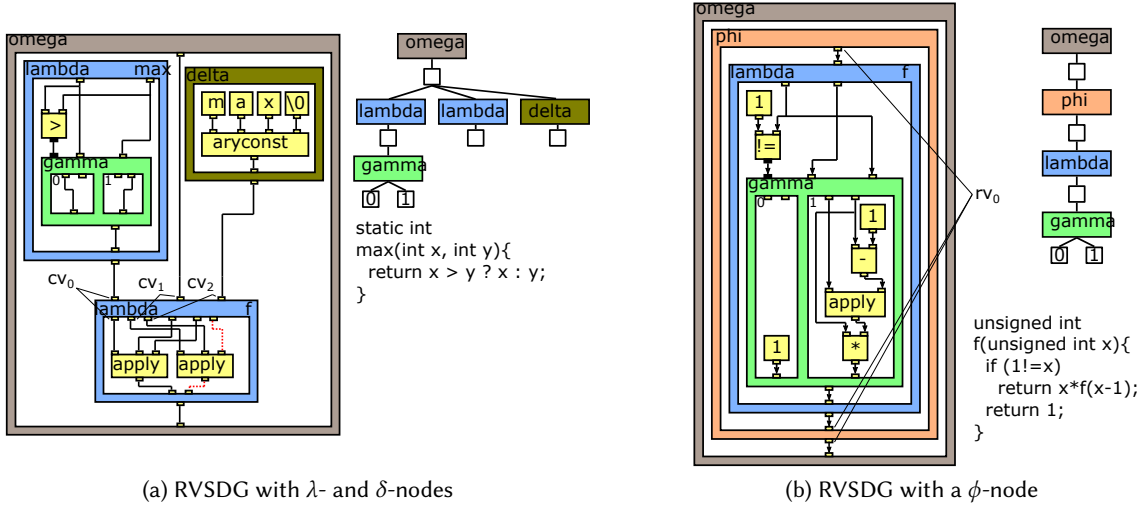 omega
lambda max
delta
m a x \0
>
aryconst
gamma
0 1
cv0 cv1 cv2
lambda f
apply apply
omega
lambda lambda delta
gamma
0 1
static int
max(int x, int y){
return x > y ? x : y;
}
(a) RVSDG with λ- and δ-nodes
omega
phi
lambda f
1
!=
gamma
0 1
1
-
apply
1 *
rv0
omega
phi
lambda
gamma
0 1
unsigned int
f(unsigned int x){
if (1!=x)
return x*f(x-1);
return 1;
}
(b) RVSDG with a ϕ-node